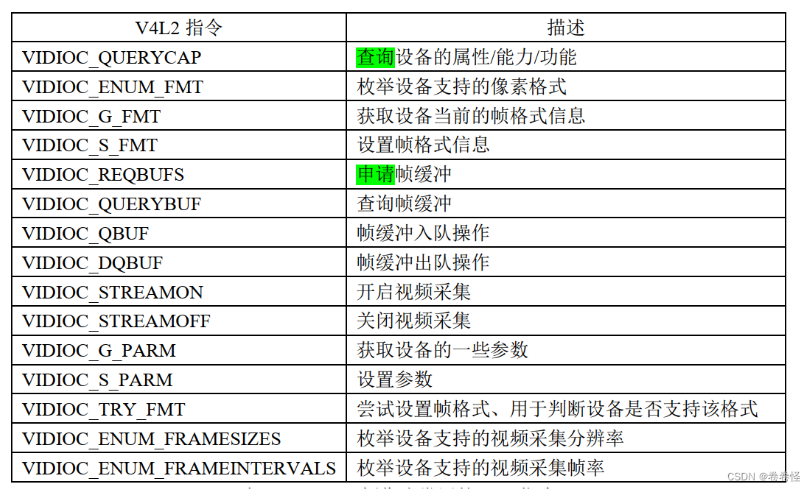 V4L2 指令 描述
VIDIOC_QUERYCAP 查询设备的属性/能力/功能
VIDIOC_ENUM_FMT 枚举设备支持的像素格式
VIDIOC_G_FMT 获取设备当前的帧格式信息
VIDIOC_S_FMT 设置帧格式信息
VIDIOC_REQBUFS 申请帧缓冲
VIDIOC_QUERYBUF 查询帧缓冲
VIDIOC_QBUF 帧缓冲入队操作
VIDIOC_DQBUF 帧缓冲出队操作
VIDIOC_STREAMON 开启视频采集
VIDIOC_STREAMOFF 关闭视频采集
VIDIOC_G_PARM 获取设备的一些参数
VIDIOC_S_PARM 设置参数
VIDIOC_TRY_FMT 尝试设置帧格式、用于判断设备是否支持该格式
VIDIOC_ENUM_FRAMESIZES 枚举设备支持的视频采集分辨率
VIDIOC_ENUM_FRAMEINTERVALS 枚举设备支持的视频采集帧率
CSDN @希希怪